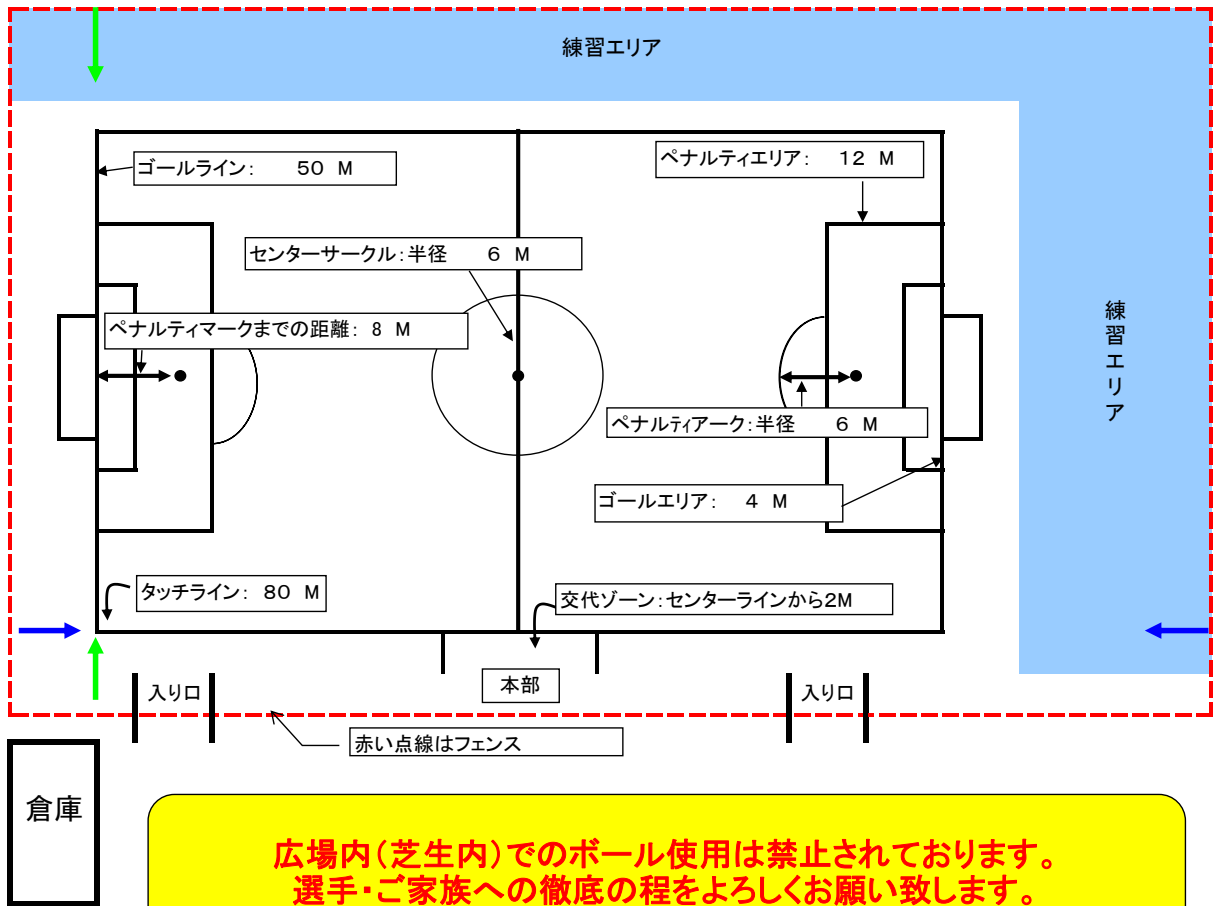 練習エリア
ゴールライン:　　50　M
ペナルティエリア:　12　M
センターサークル:半径　　6　M
練習エリア
ペナルティマークまでの距離: 8　M
ペナルティアーク:半径　　6　M
ゴールエリア:　4　M
タッチライン:　80　M
交代ゾーン:センターラインから2M
入り口
本部
入り口
赤い点線はフェンス
倉庫
広場内(芝生内)でのボール使用は禁止されております。
選手・ご家族への徹底の程をよろしくお願い致します。